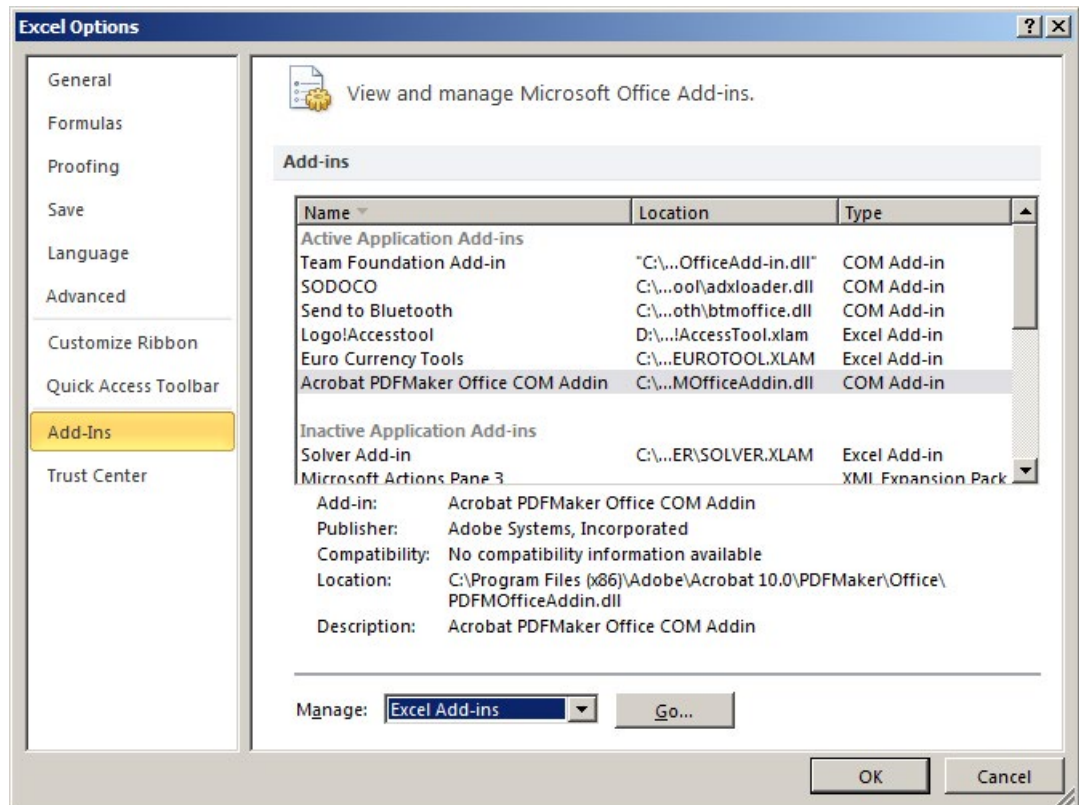 Excel Options
General
Formulas
Proofing
Save
Language
Advanced
Customize Ribbon
Quick Access Toolbar
Add-Ins
Trust Center
View and manage Microsoft Office Add-ins.
Add-ins
Name Location Type
Active Application Add-ins
Team Foundation Add-in "C:\...OfficeAdd-in.dll" COM Add-in
SODOCO C:\...ool\adxloader.dll COM Add-in
Send to Bluetooth C:\...oth\btmoffice.dll COM Add-in
Logo!Accesstool D:\...!AccessTool.xlam Excel Add-in
Euro Currency Tools C:\...EUROTOOL.XLAM Excel Add-in
Acrobat PDFMaker Office COM Addin C:\...MOfficeAddin.dll COM Add-in
Inactive Application Add-ins
Solver Add-in C:\...ER\SOLVER.XLAM Excel Add-in
Microsoft Actions Pane 3 XML Expansion Pack
Add-in: Acrobat PDFMaker Office COM Addin
Publisher: Adobe Systems, Incorporated
Compatibility: No compatibility information available
Location: C:\Program Files (x86)\Adobe\Acrobat 10.0\PDFMaker\Office\
PDFMOfficeAddin.dll
Description: Acrobat PDFMaker Office COM Addin
Manage: Excel Add-ins Go...
OK Cancel